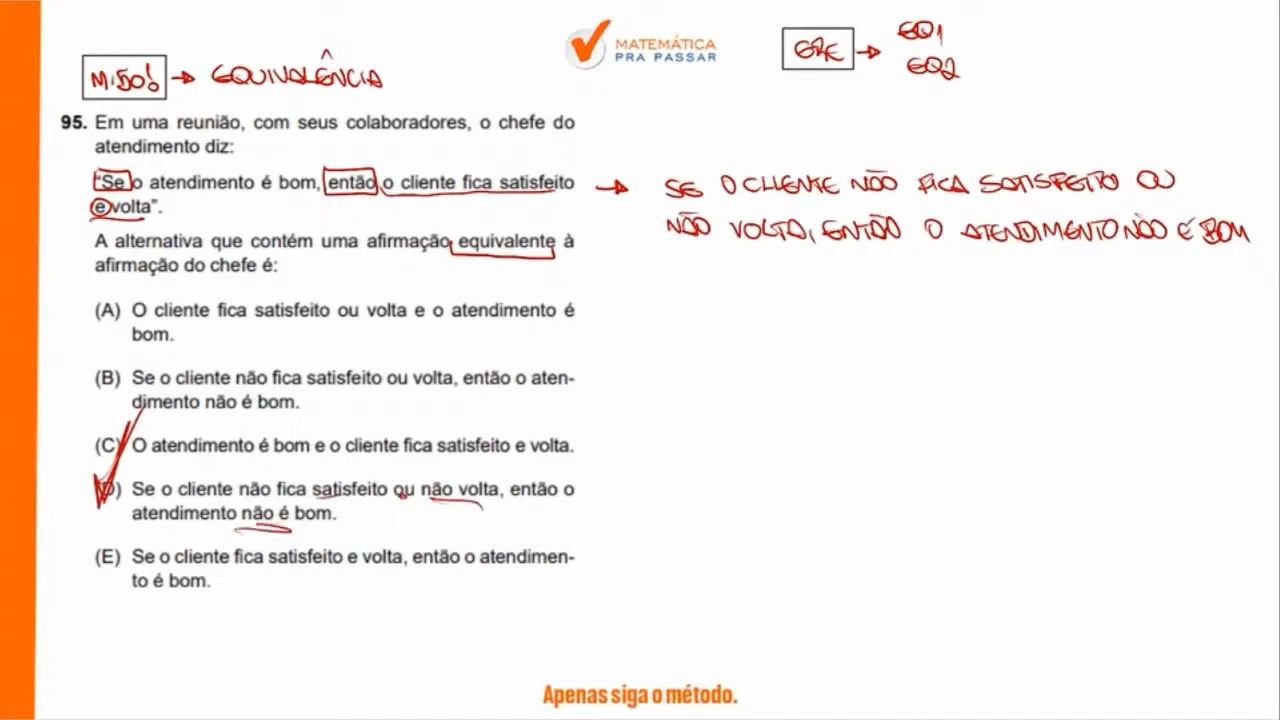 MATEMÁTICA
PRA PASSAR
EQ1
EQ2
→ EQUIVALÊNCIA
95. Em uma reunião, com seus colaboradores, o chefe do
atendimento diz:
“Se o atendimento é bom, então o cliente fica satisfeito
e volta”.
→ SE O CLIENTE NÃO FICA SATISFEITO OU
NÃO VOLTA, ENTÃO O ATENDIMENTO NÃO É BOM
A alternativa que contém uma afirmação equivalente à
afirmação do chefe é:
(A) O cliente fica satisfeito ou volta e o atendimento é
bom.
(B) Se o cliente não fica satisfeito ou volta, então o aten-
dimento não é bom.
(C) O atendimento é bom e o cliente fica satisfeito e volta.
(D) Se o cliente não fica satisfeito ou não volta, então o
atendimento não é bom.
(E) Se o cliente fica satisfeito e volta, então o atendimen-
to é bom.
Apenas siga o método.